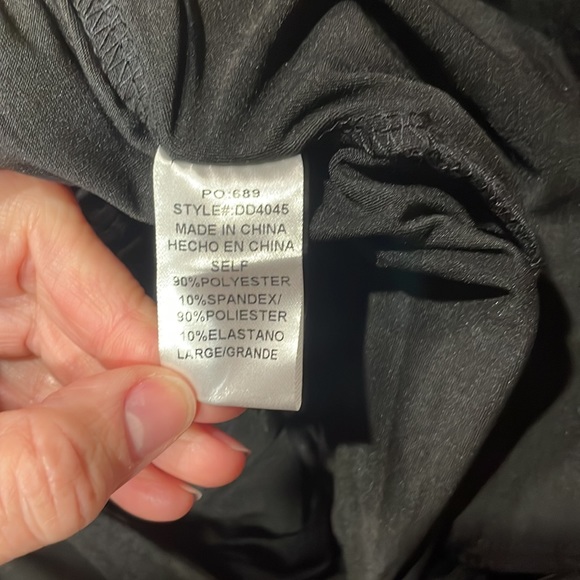 PO:689
STYLE#:DD4045
MADE IN CHINA
HECHO EN CHINA
SELF
90%POLYESTER
10%SPANDEX/
90%POLIESTER
10%ELASTANO
LARGE/GRANDE